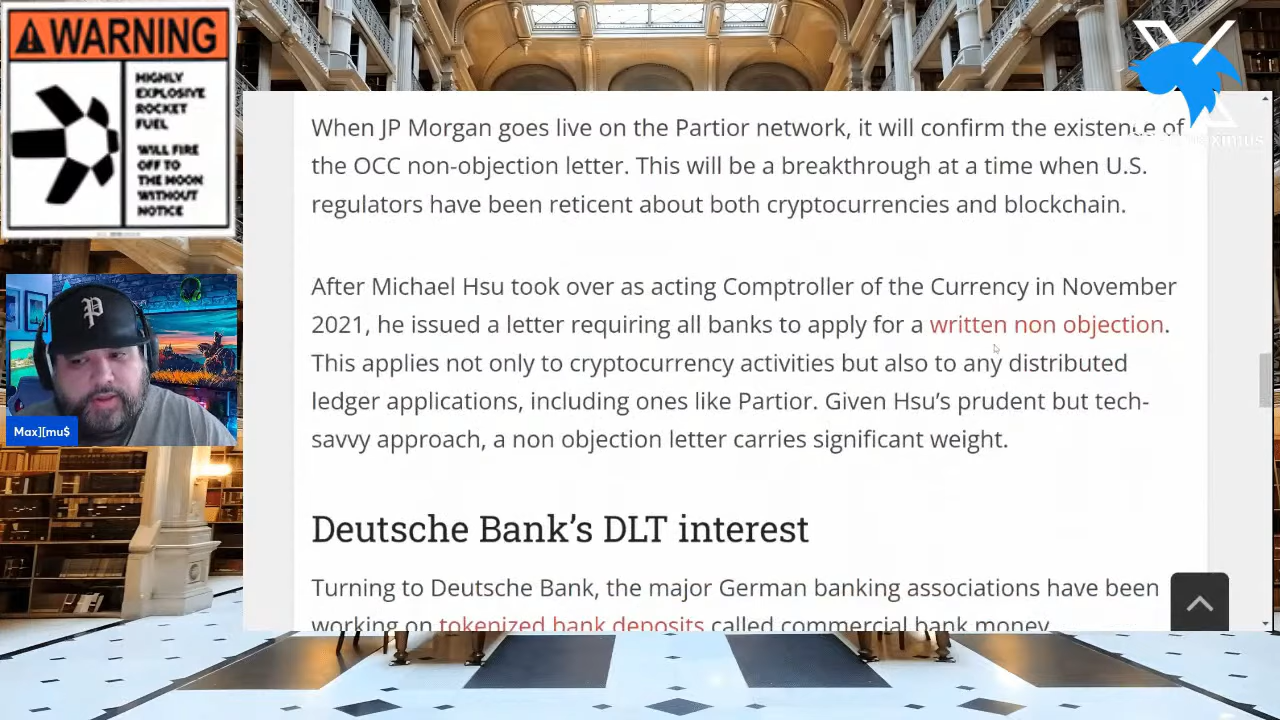 WARNING
HIGHLY
EXPLOSIVE
ROCKET
FUEL
WILL FIRE
OFF TO
THE MOON
WITHOUT
NOTICE
When JP Morgan goes live on the Partior network, it will confirm the existence of
the OCC non-objection letter. This will be a breakthrough at a time when U.S.
regulators have been reticent about both cryptocurrencies and blockchain.
After Michael Hsu took over as acting Comptroller of the Currency in November
2021, he issued a letter requiring all banks to apply for a written non objection.
This applies not only to cryptocurrency activities but also to any distributed
ledger applications, including ones like Partior. Given Hsu’s prudent but tech-
savvy approach, a non objection letter carries significant weight.
Deutsche Bank’s DLT interest
Turning to Deutsche Bank, the major German banking associations have been
working on tokenized bank deposits called commercial bank money
P
Max][mu$